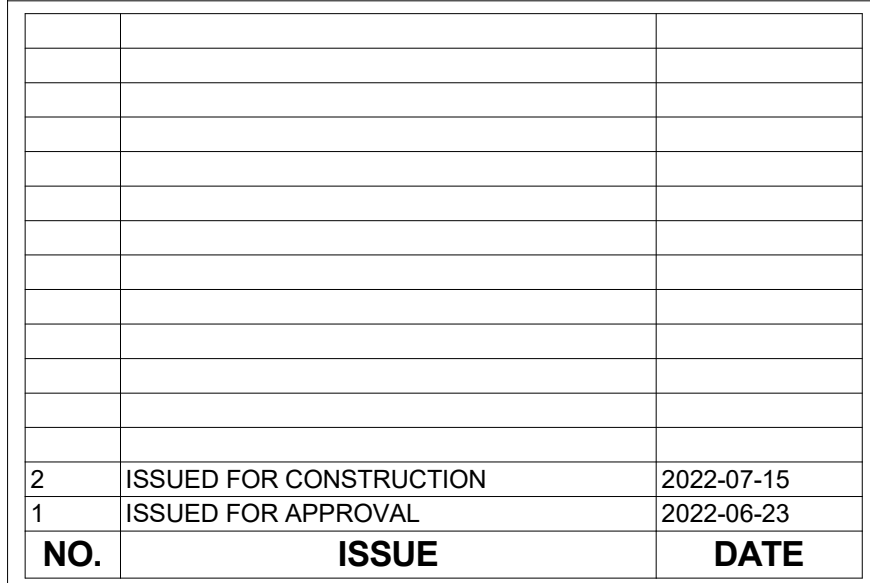 2 ISSUED FOR CONSTRUCTION 2022-07-15
1 ISSUED FOR APPROVAL 2022-06-23
NO. ISSUE DATE